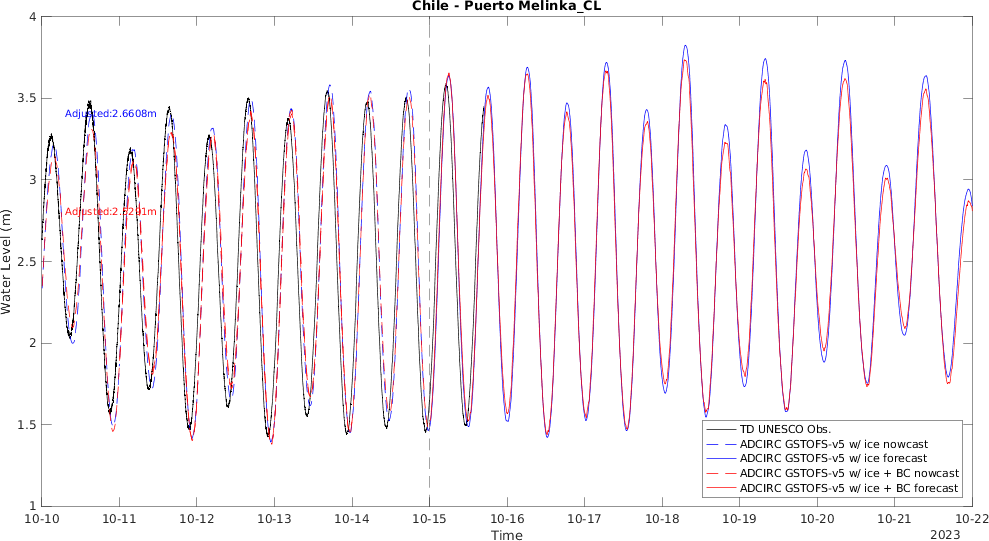 Chile - Puerto Melinka_CL
Water Level (m)
4
3.5
3
2.5
2
1.5
1
Adjusted:2.6608m
TD UNESCO Obs.
ADCIRC GSTOFS-v5 w/ ice nowcast
ADCIRC GSTOFS-v5 w/ ice forecast
ADCIRC GSTOFS-v5 w/ ice + BC nowcast
ADCIRC GSTOFS-v5 w/ ice + BC forecast
10-10 10-11 10-12 10-13 10-14 10-15 10-16 10-17 10-18 10-19 10-20 10-21 10-22
Time
2023